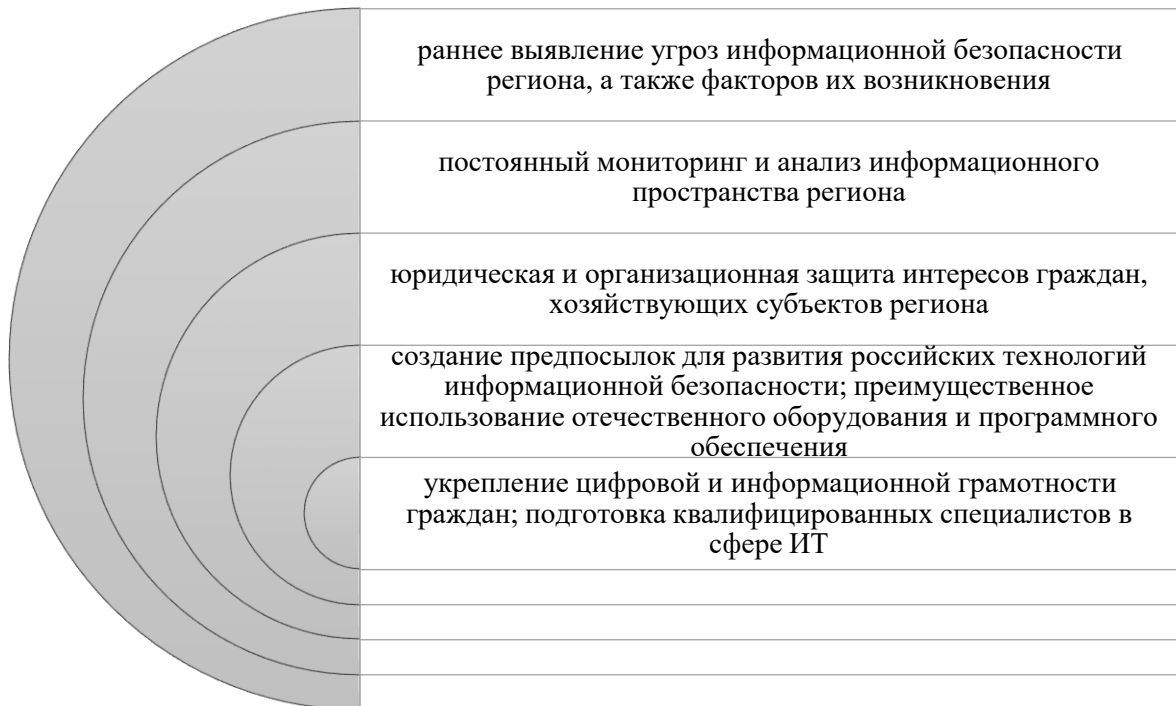 раннее выявление угроз информационной безопасности
региона, а также факторов их возникновения
постоянный мониторинг и анализ информационного
пространства региона
юридическая и организационная защита интересов граждан,
хозяйствующих субъектов региона
создание предпосылок для развития российских технологий
информационной безопасности; преимущественное
использование отечественного оборудования и программного
обеспечения
укрепление цифровой и информационной грамотности
граждан; подготовка квалифицированных специалистов в
сфере ИТ